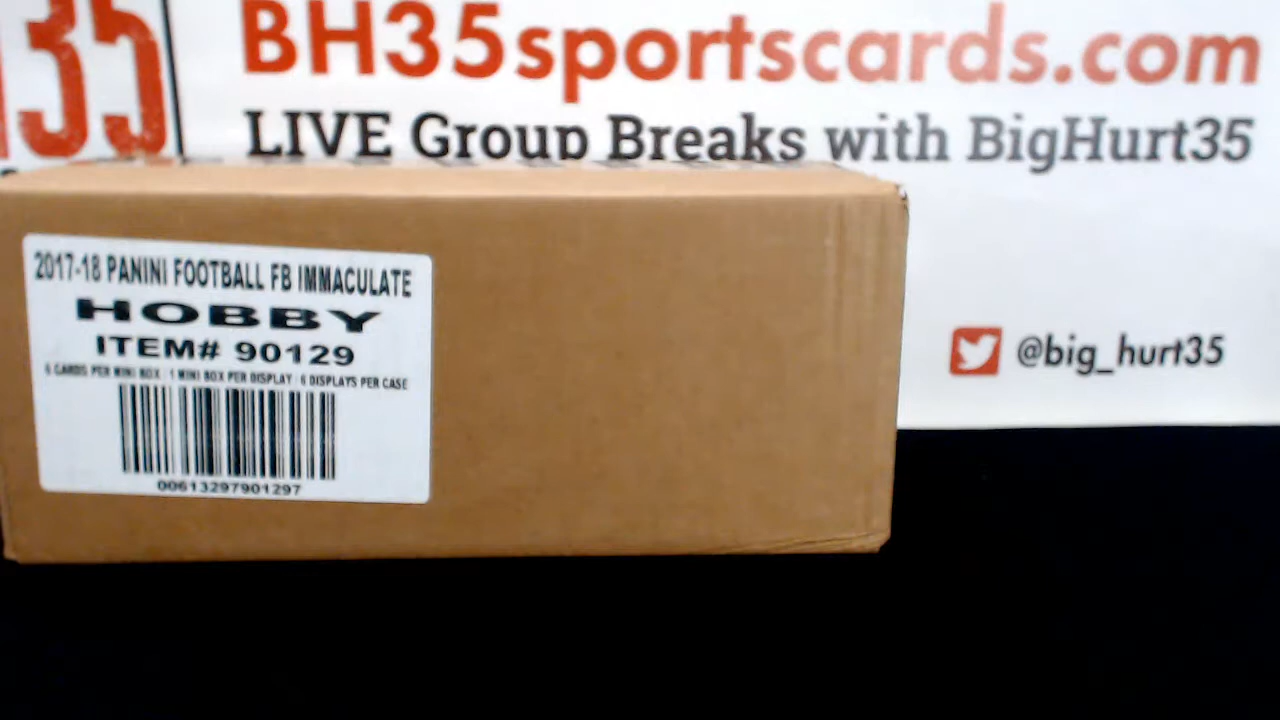 35
BH35sportscards.com
LIVE Group Breaks with BigHurt35
@big_hurt35
2017-18 PANINI FOOTBALL FB IMMACULATE
HOBBY
ITEM# 90129
6 CARDS PER MINI BOX · 1 MINI BOX PER DISPLAY · 6 DISPLAYS PER CASE
00613297901297